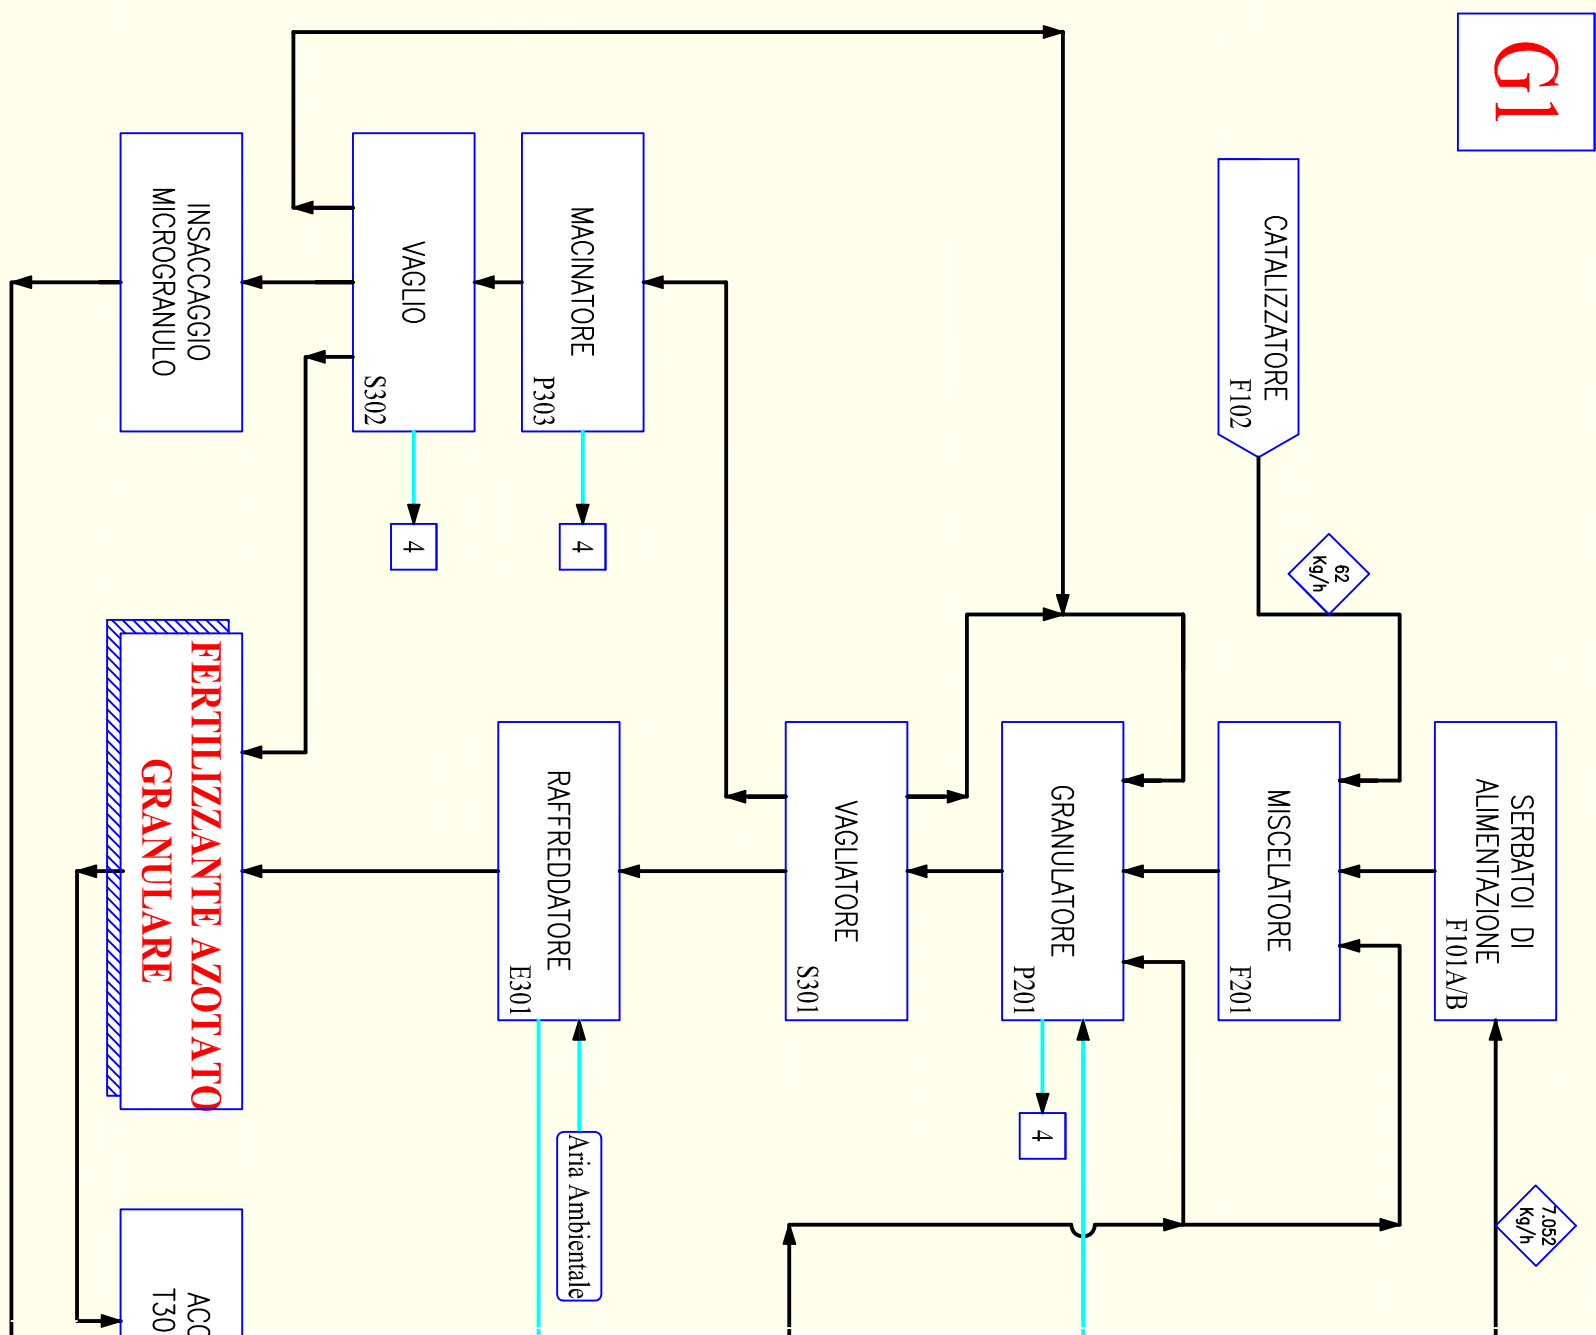 G1
CATALIZZATORE
F102
62
Kg/h
SERBATOI DI
ALIMENTAZIONE
F101A/B
7.052
Kg/h
MISCELATORE
F201
GRANULATORE
P201
4
VAGLIATORE
S301
MACINATORE
P303
4
RAFFREDDATORE
E301
Aria Ambientale
VAGLIO
S302
4
INSACCAGGIO
MICROGRANULO
FERTILIZZANTE AZOTATO
GRANULARE